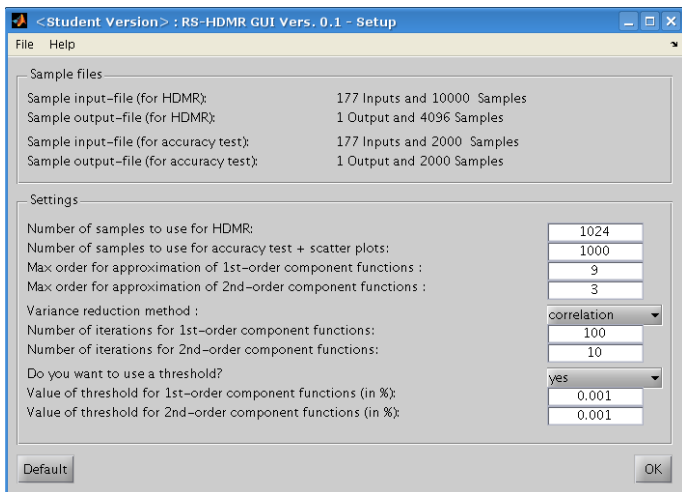 <Student Version> : RS-HDMR GUI Vers. 0.1 - Setup
File Help
Sample files
Sample input-file (for HDMR): 177 Inputs and 10000 Samples
Sample output-file (for HDMR): 1 Output and 4096 Samples
Sample input-file (for accuracy test): 177 Inputs and 2000 Samples
Sample output-file (for accuracy test): 1 Output and 2000 Samples
Settings
Number of samples to use for HDMR: 1024
Number of samples to use for accuracy test + scatter plots: 1000
Max order for approximation of 1st-order component functions : 9
Max order for approximation of 2nd-order component functions : 3
Variance reduction method : correlation
Number of iterations for 1st-order component functions: 100
Number of iterations for 2nd-order component functions: 10
Do you want to use a threshold? yes
Value of threshold for 1st-order component functions (in %): 0.001
Value of threshold for 2nd-order component functions (in %): 0.001
Default OK